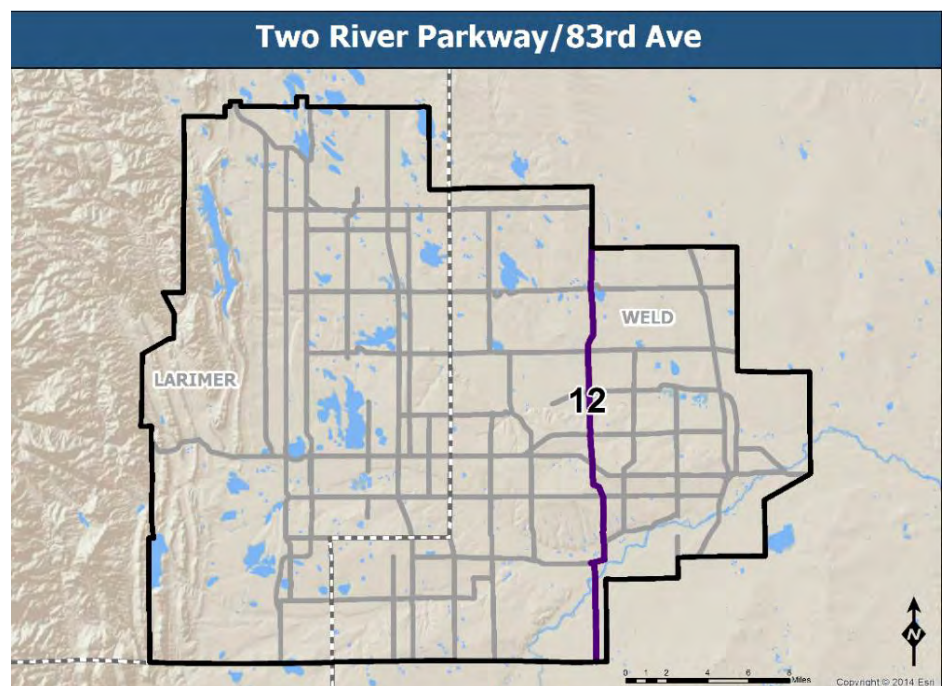 Two River Parkway/83rd Ave
WELD
LARIMER
12
N
0 1 2 4 6 8
Miles
Copyright © 2014 Esri